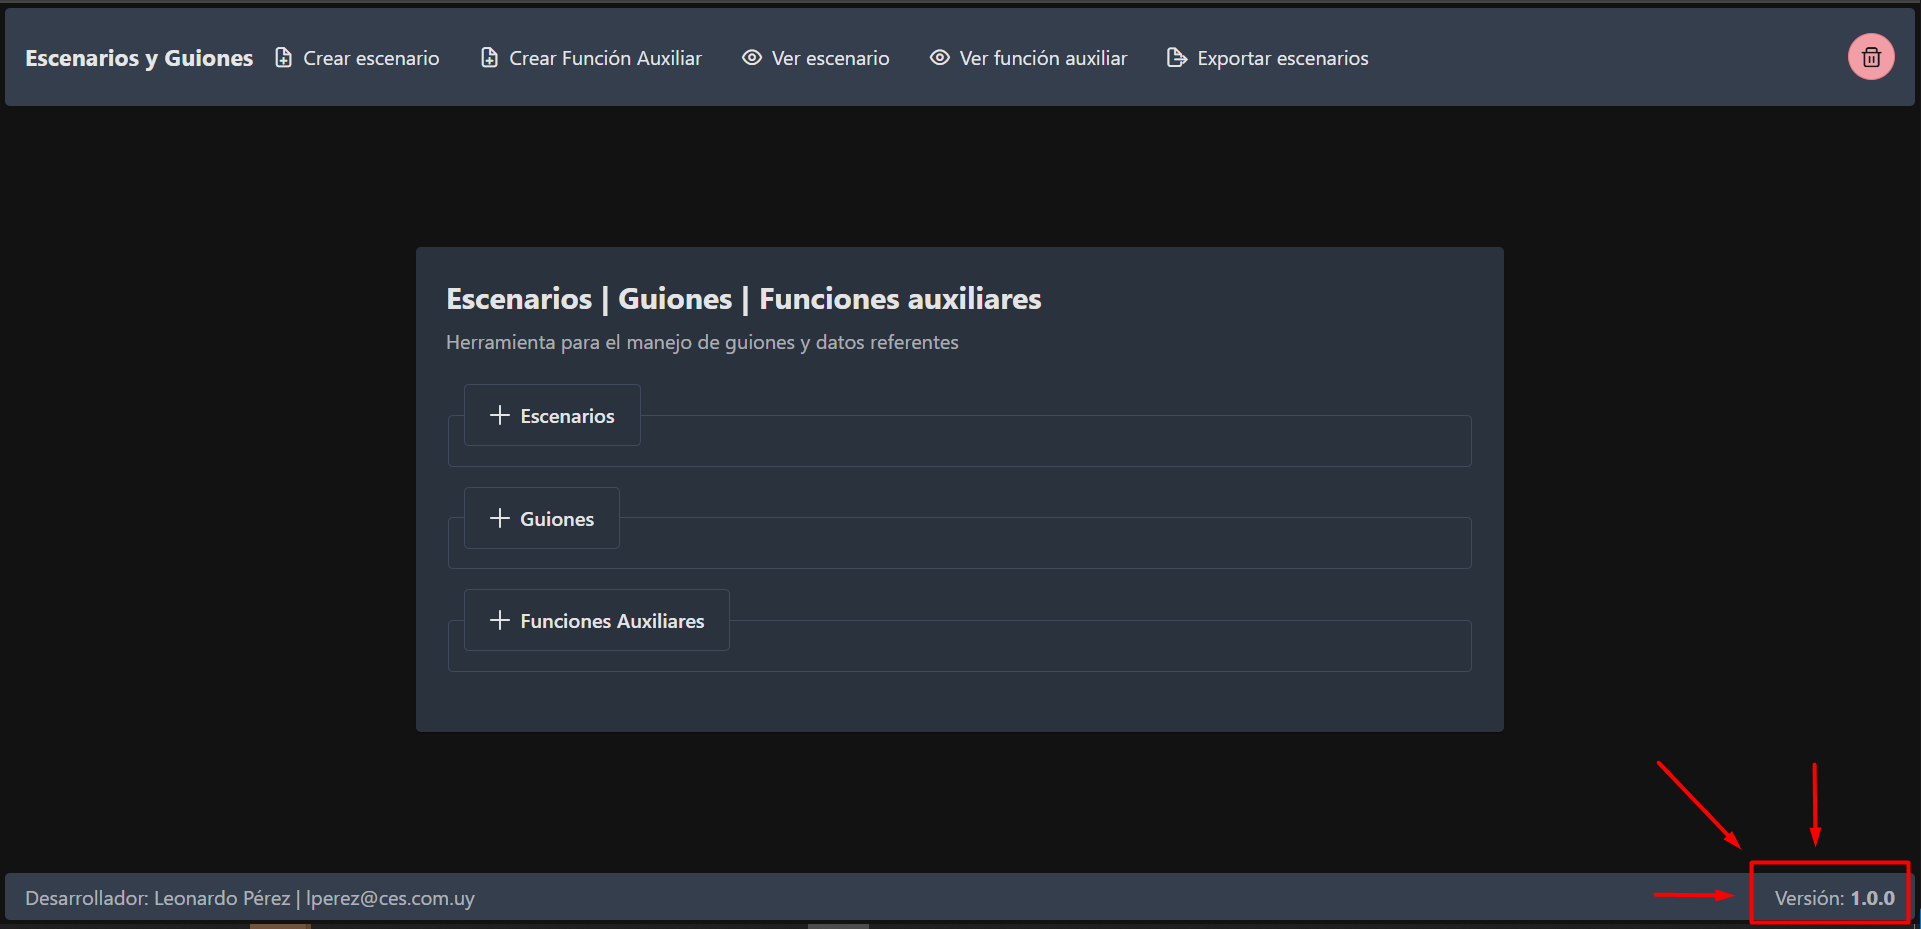 Escenarios y Guiones Crear escenario Crear Función Auxiliar Ver escenario Ver función auxiliar Exportar escenarios
Escenarios | Guiones | Funciones auxiliares
Herramienta para el manejo de guiones y datos referentes
Escenarios
Guiones
Funciones Auxiliares
Desarrollador: Leonardo Pérez | lperez@ces.com.uy Versión: 1.0.0